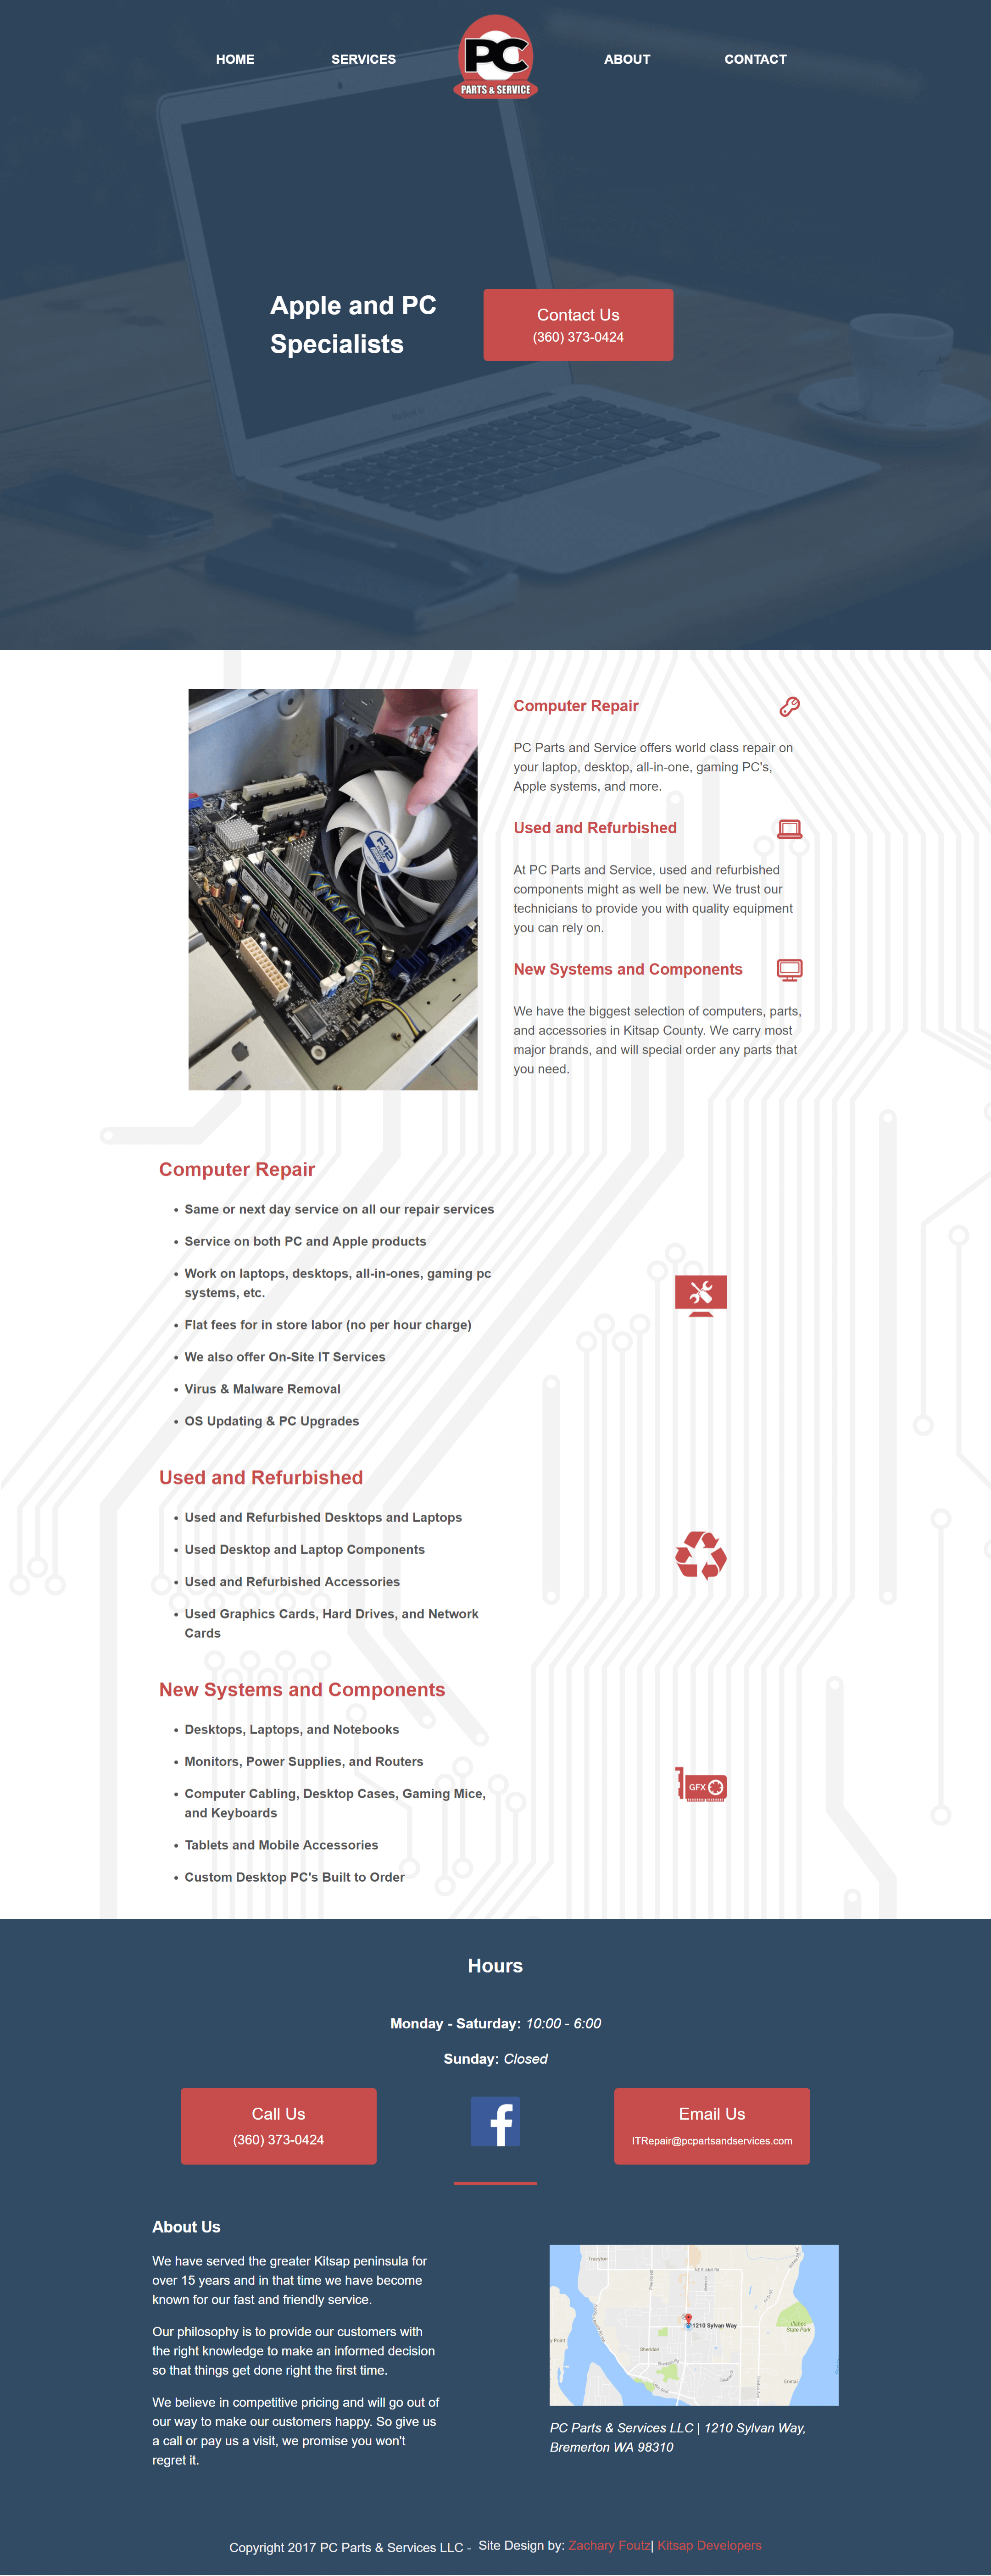 HOME
SERVICES
PC
PARTS & SERVICE
ABOUT
CONTACT
Apple and PC
Specialists
Contact Us
(360) 373-0424
F-12
Computer Repair
PC Parts and Service offers world class repair on
your laptop, desktop, all-in-one, gaming PC's,
Apple systems, and more.
Used and Refurbished
At PC Parts and Service, used and refurbished
components might as well be new. We trust our
technicians to provide you with quality equipment
you can rely on.
New Systems and Components
We have the biggest selection of computers, parts,
and accessories in Kitsap County. We carry most
major brands, and will special order any parts that
you need.
Computer Repair
• Same or next day service on all our repair services
• Service on both PC and Apple products
• Work on laptops, desktops, all-in-ones, gaming pc
systems, etc.
• Flat fees for in store labor (no per hour charge)
• We also offer On-Site IT Services
• Virus & Malware Removal
• OS Updating & PC Upgrades
Used and Refurbished
• Used and Refurbished Desktops and Laptops
• Used Desktop and Laptop Components
• Used and Refurbished Accessories
• Used Graphics Cards, Hard Drives, and Network
Cards
New Systems and Components
• Desktops, Laptops, and Notebooks
• Monitors, Power Supplies, and Routers
• Computer Cabling, Desktop Cases, Gaming Mice,
and Keyboards
• Tablets and Mobile Accessories
• Custom Desktop PC's Built to Order
GFX
Hours
Monday - Saturday: 10:00 - 6:00
Sunday: Closed
Call Us
(360) 373-0424
f
Email Us
ITRepair@pcpartsandservices.com
About Us
We have served the greater Kitsap peninsula for
over 15 years and in that time we have become
known for our fast and friendly service.
Our philosophy is to provide our customers with
the right knowledge to make an informed decision
so that things get done right the first time.
We believe in competitive pricing and will go out of
our way to make our customers happy. So give us
a call or pay us a visit, we promise you won't
regret it.
Tracyton
1210 Sylvan Way
State Park
Sheridan
Enetai
PC Parts & Services LLC | 1210 Sylvan Way,
Bremerton WA 98310
Copyright 2017 PC Parts & Services LLC - Site Design by: Zachary Foutz| Kitsap Developers